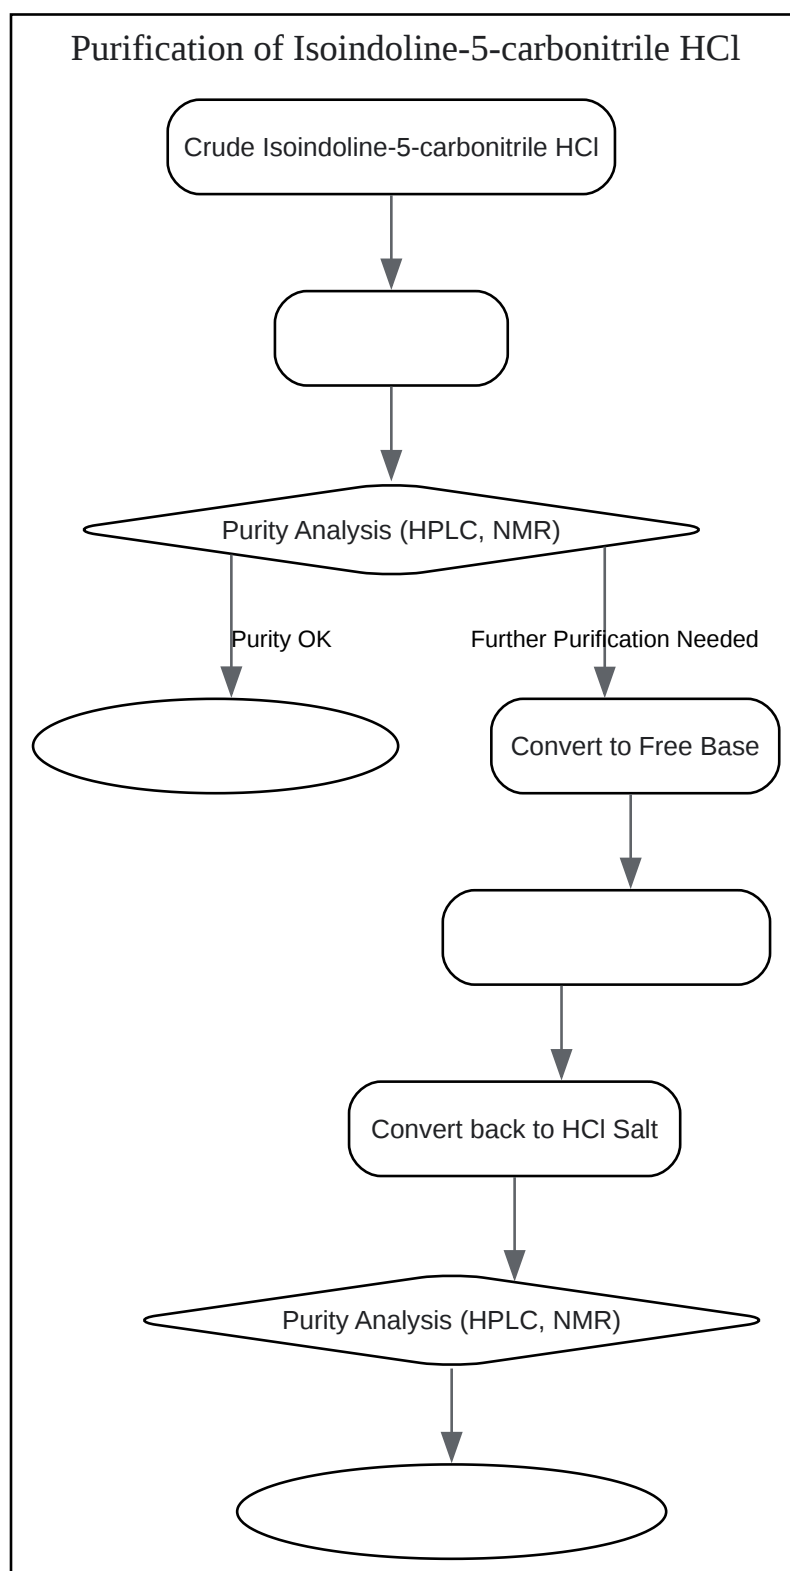 Purification of Isoindoline-5-carbonitrile HCl
Crude Isoindoline-5-carbonitrile HCl
Purity Analysis (HPLC, NMR)
Purity OK
Further Purification Needed
Convert to Free Base
Convert back to HCl Salt
Purity Analysis (HPLC, NMR)